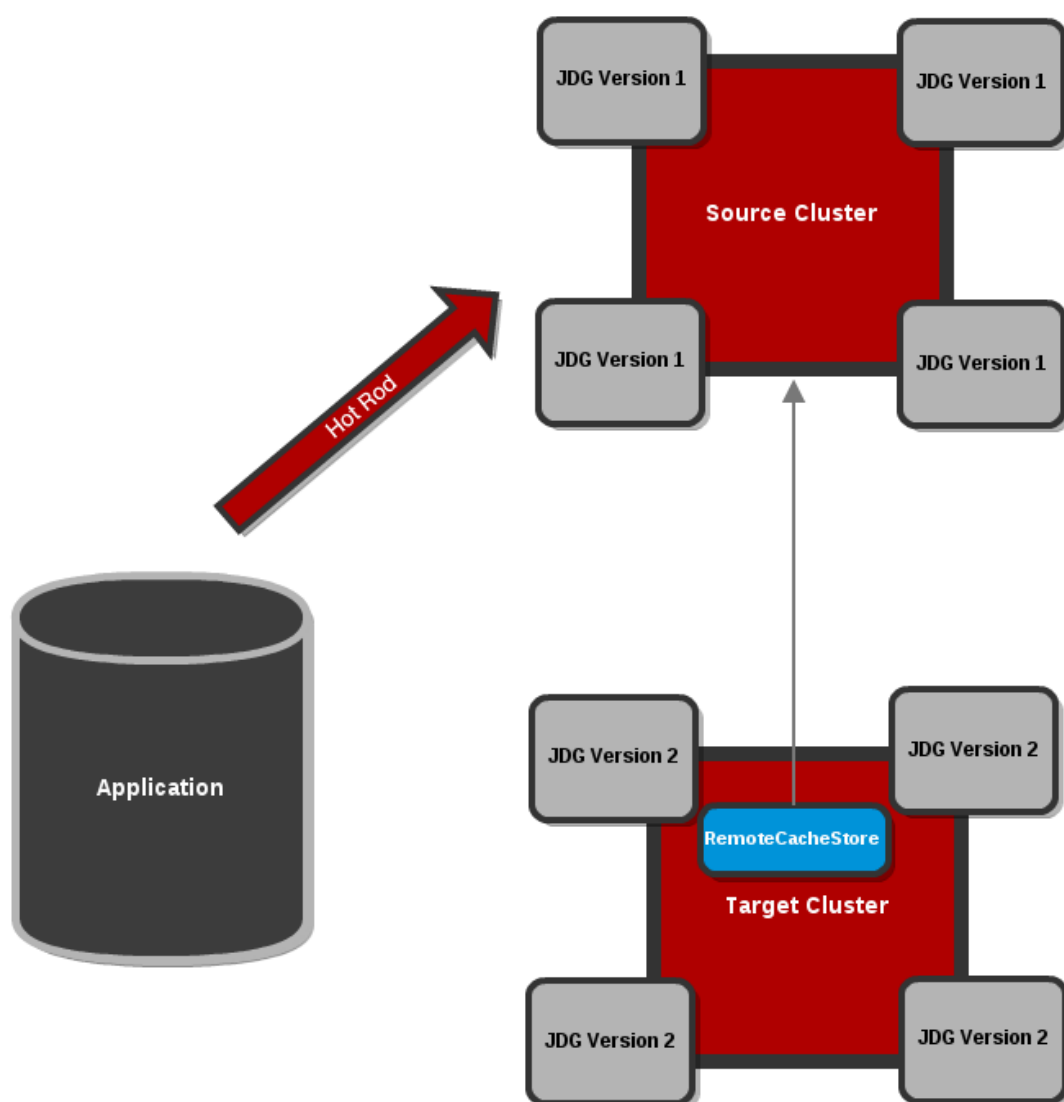 JDG Version 1
JDG Version 1
Source Cluster
JDG Version 1
JDG Version 1
Hot Rod
Application
JDG Version 2
JDG Version 2
RemoteCacheStore
Target Cluster
JDG Version 2
JDG Version 2